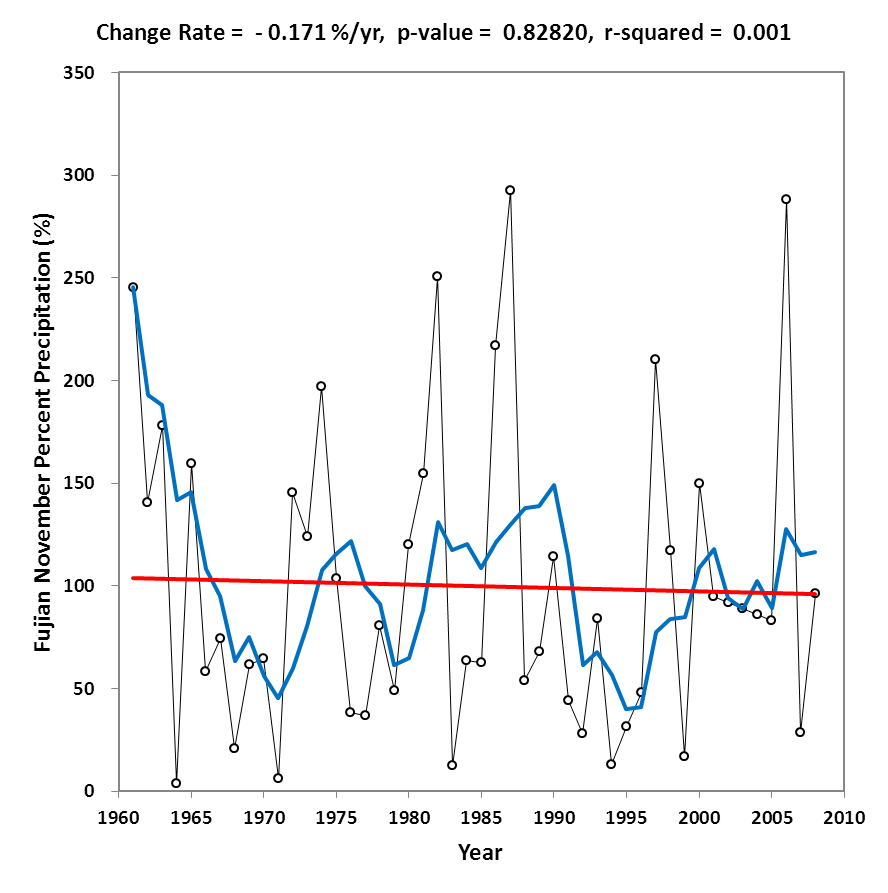 Change Rate = - 0.171 %/yr, p-value = 0.82820, r-squared = 0.001
Fujian November Percent Precipitation (%)
350
300
250
200
150
100
50
0
1960 1965 1970 1975 1980 1985 1990 1995 2000 2005 2010
Year